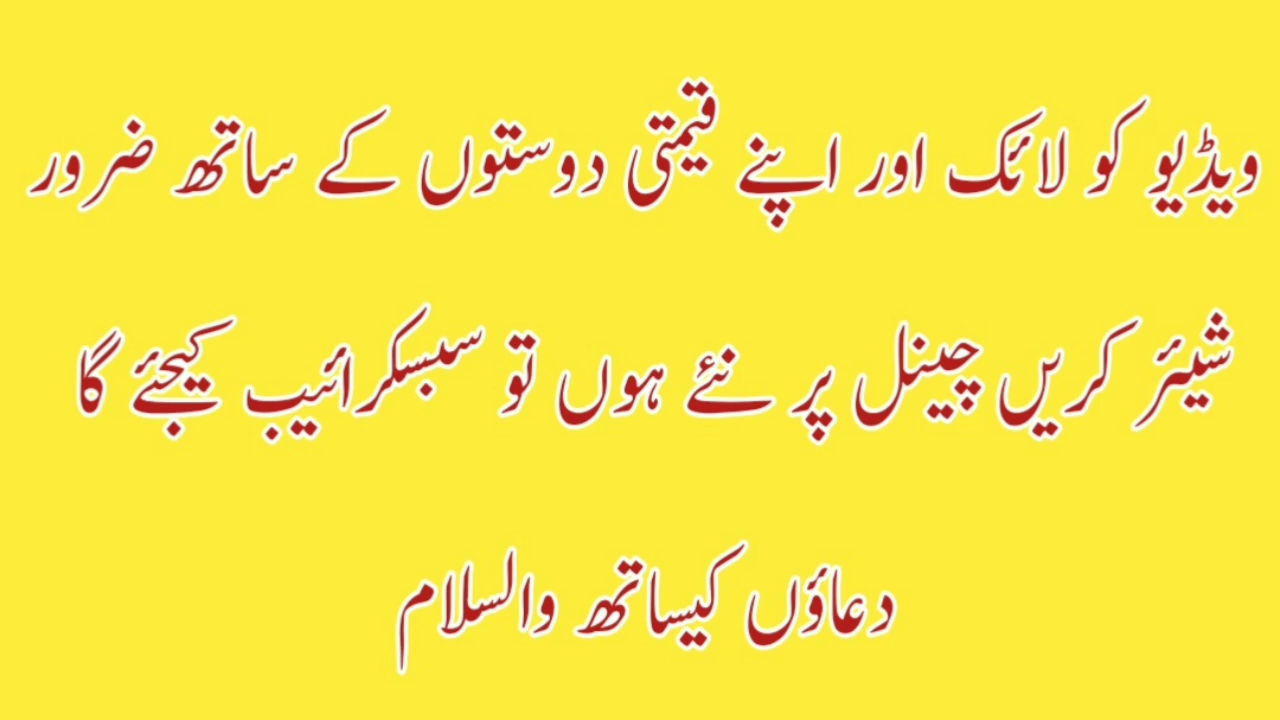 ویڈیو کو لائک اور اپنے قیمتی دوستوں کے ساتھ ضرور
شیئر کریں چینل پر نئے ہوں تو سبسکرائیب کیجئے گا
دعاؤں کیساتھ والسلام